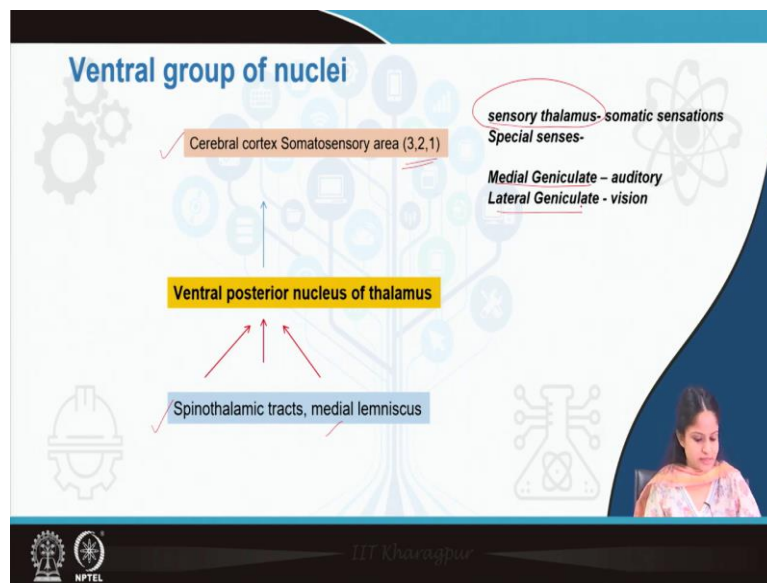 Ventral group of nuclei
Cerebral cortex Somatosensory area (3,2,1)
sensory thalamus- somatic sensations
Special senses-
Medial Geniculate – auditory
Lateral Geniculate - vision
Ventral posterior nucleus of thalamus
Spinothalamic tracts, medial lemniscus
IIT Kharagpur
NPTEL